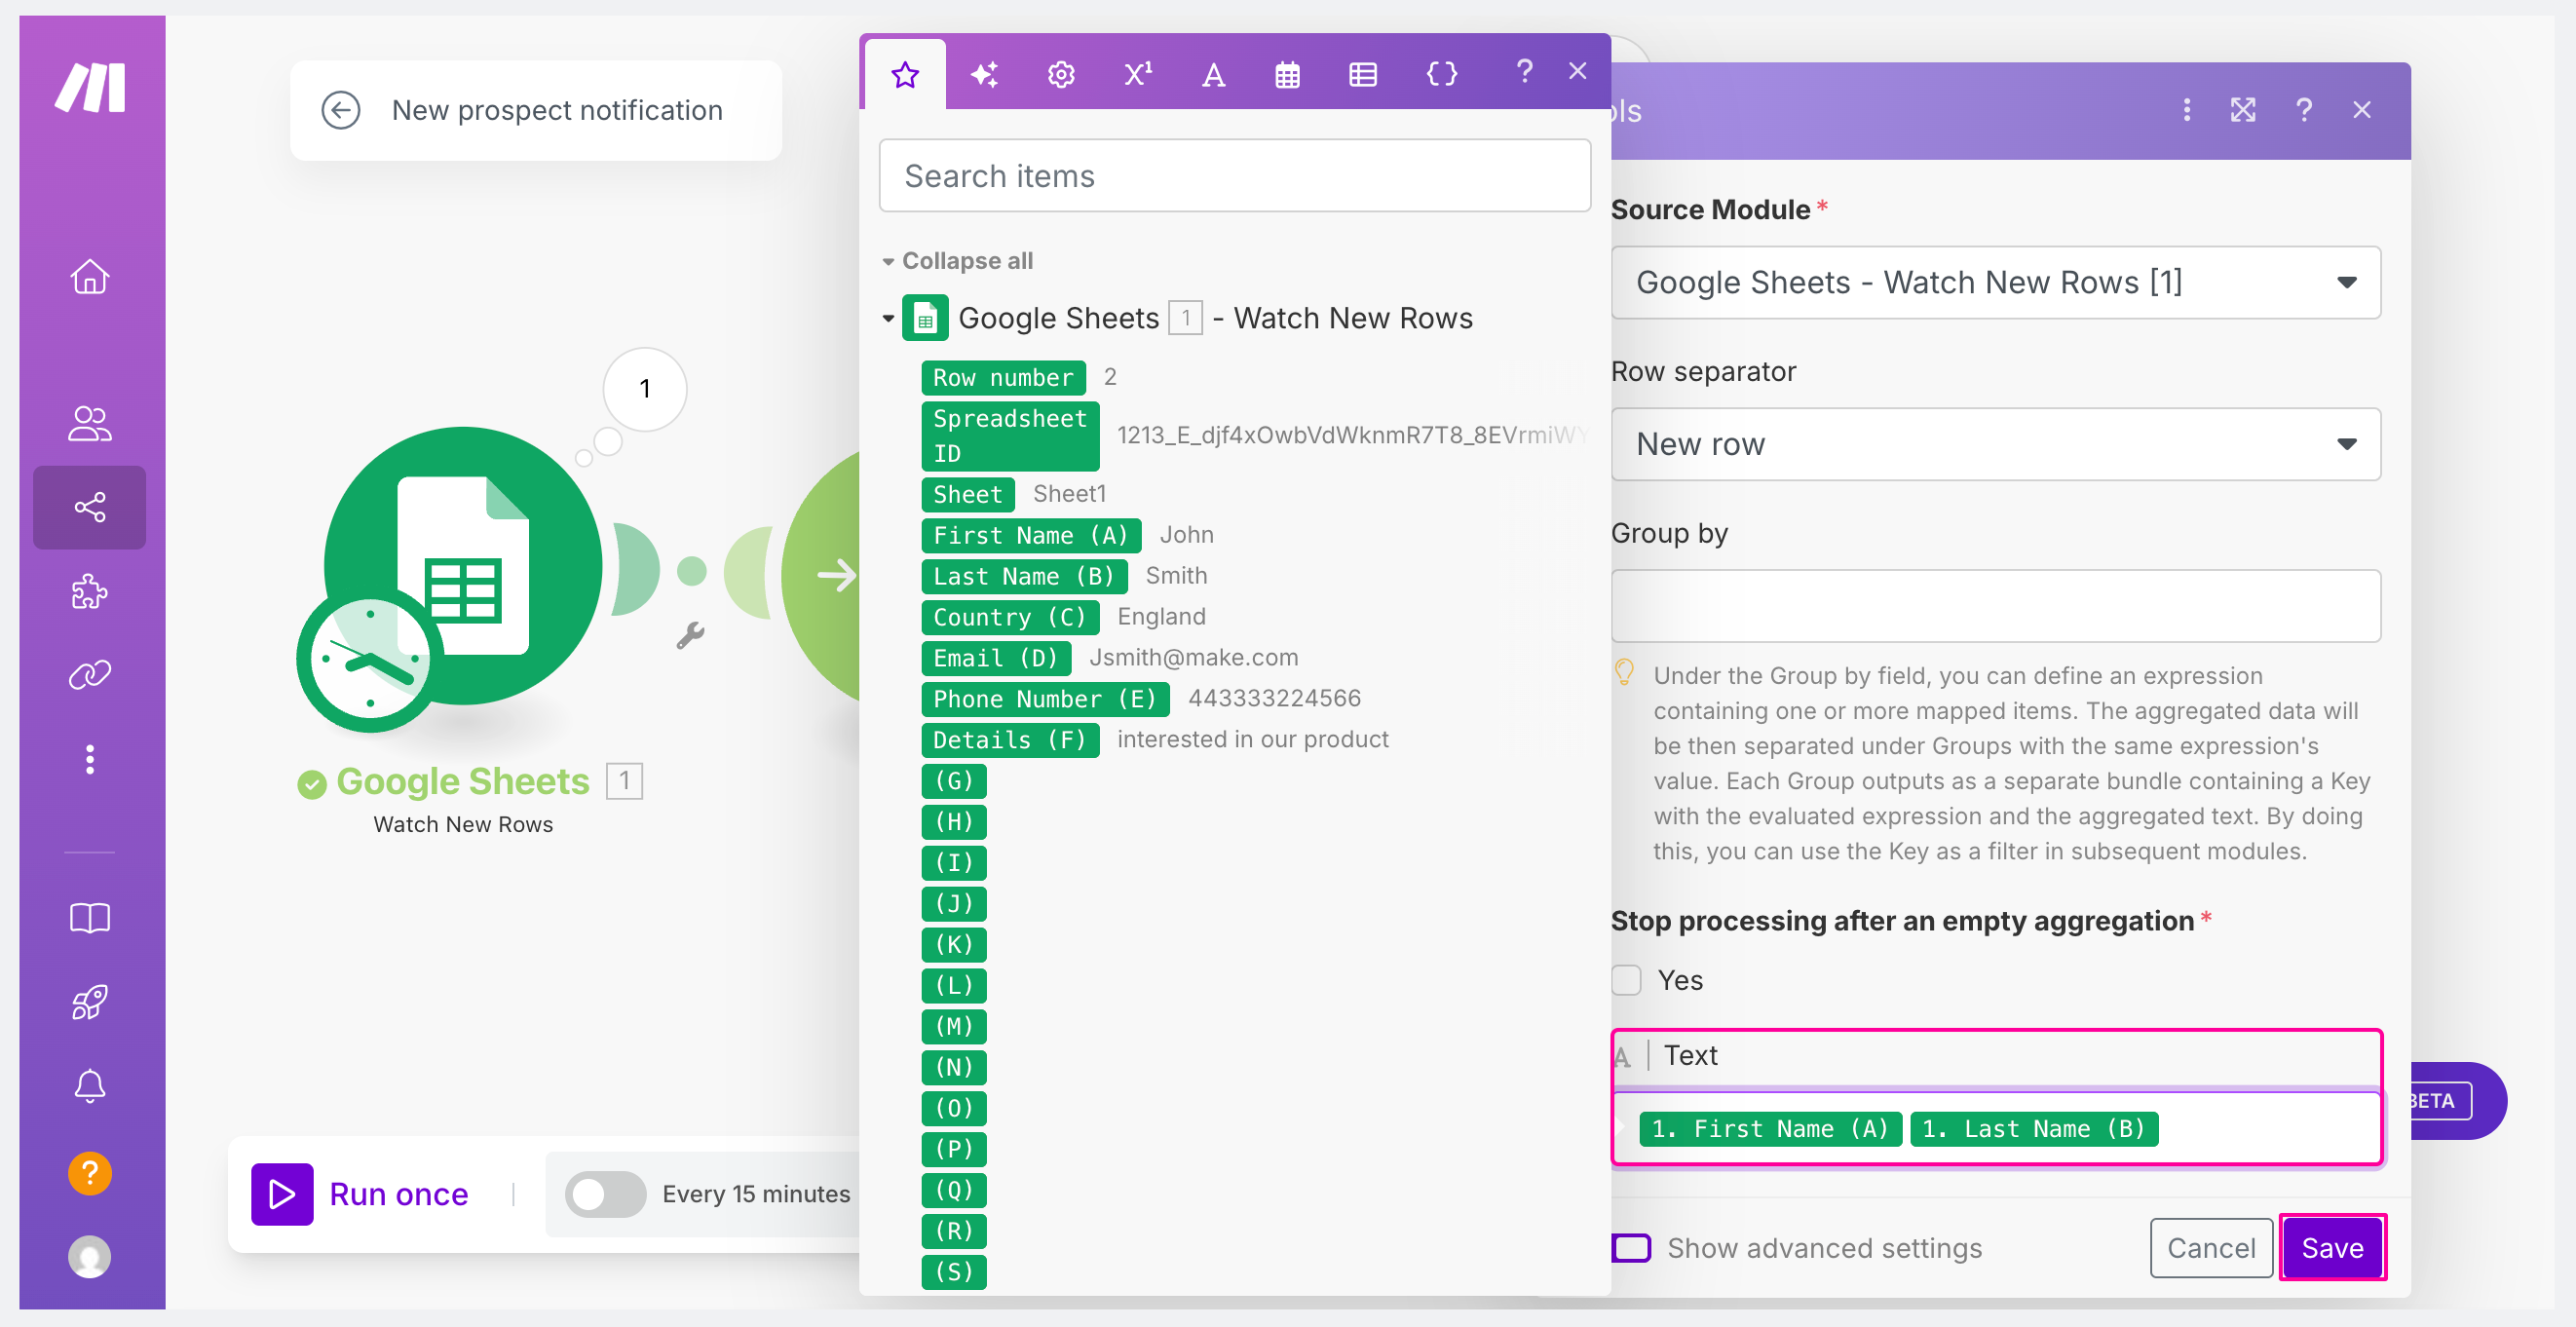 New prospect notification
1
Google Sheets 1
Watch New Rows
Run once
Every 15 minutes
?
?
Search items
Collapse all
Google Sheets 1 - Watch New Rows
Row number 2
Spreadsheet
ID
1213_E_djf4xOwbVdWknmR7T8_8EVrmiWY
Sheet Sheet1
First Name (A) John
Last Name (B) Smith
Country (C) England
Email (D) Jsmith@make.com
Phone Number (E) 443333224566
Details (F) interested in our product
(G)
(H)
(I)
(J)
(K)
(L)
(M)
(N)
(O)
(P)
(Q)
(R)
(S)
ols
?
Source Module *
Google Sheets - Watch New Rows [1]
Row separator
New row
Group by
Under the Group by field, you can define an expression
containing one or more mapped items. The aggregated data will
be then separated under Groups with the same expression's
value. Each Group outputs as a separate bundle containing a Key
with the evaluated expression and the aggregated text. By doing
this, you can use the Key as a filter in subsequent modules.
Stop processing after an empty aggregation *
Yes
A | Text
1. First Name (A) 1. Last Name (B)
Show advanced settings
Cancel
Save
BETA